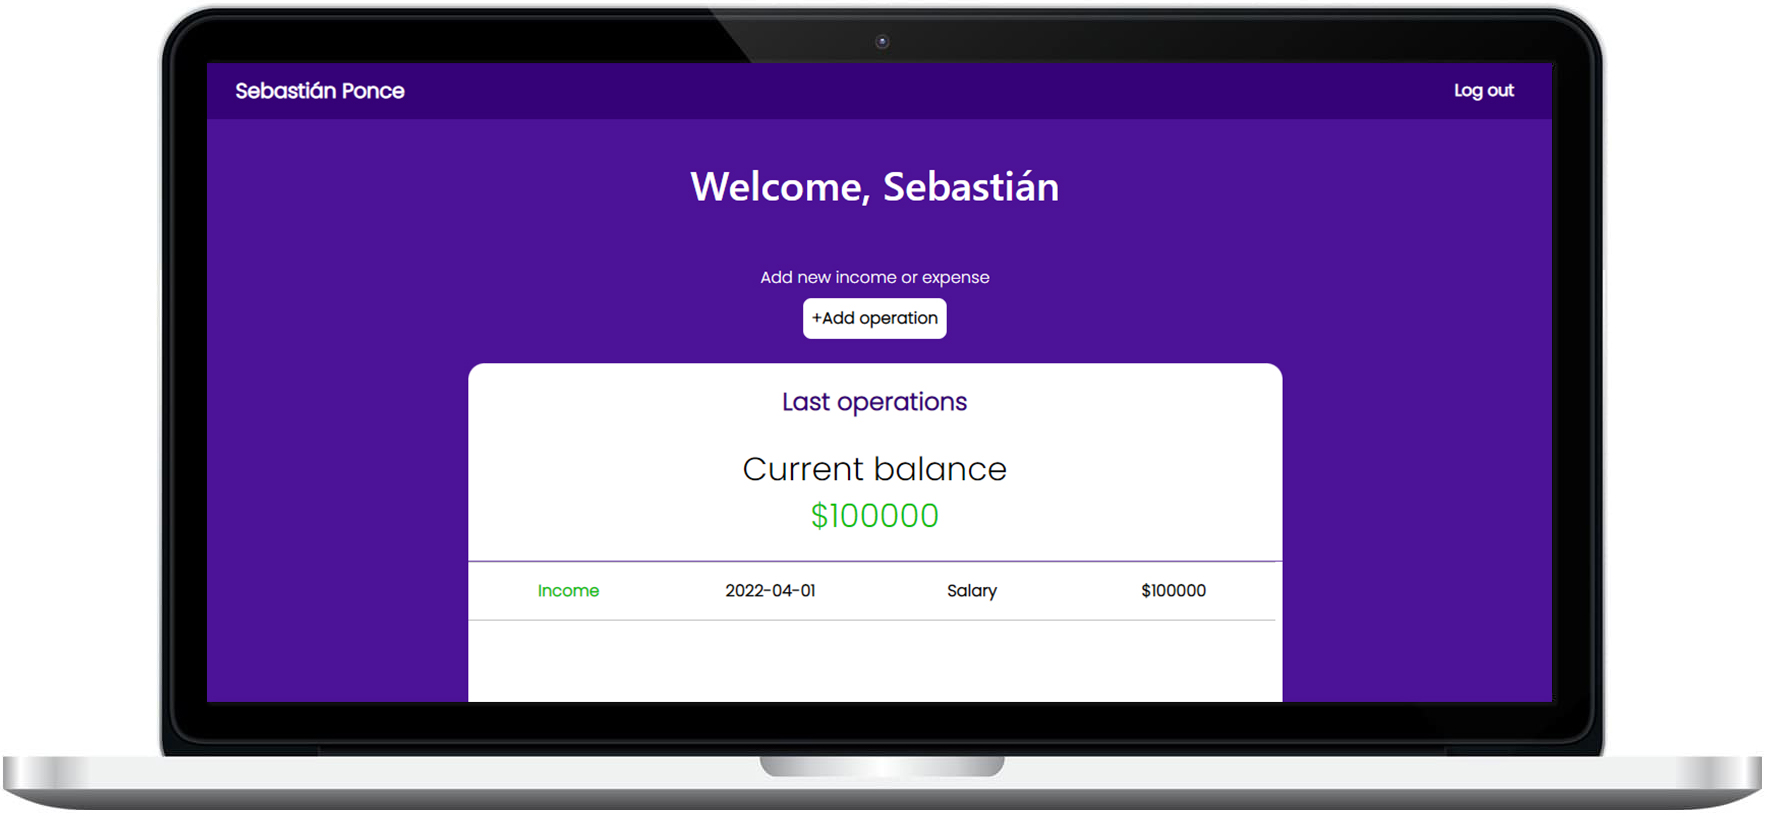 Sebastián Ponce
Log out
Welcome, Sebastián
Add new income or expense
+Add operation
Last operations
Current balance
$100000
Income 2022-04-01 Salary $100000